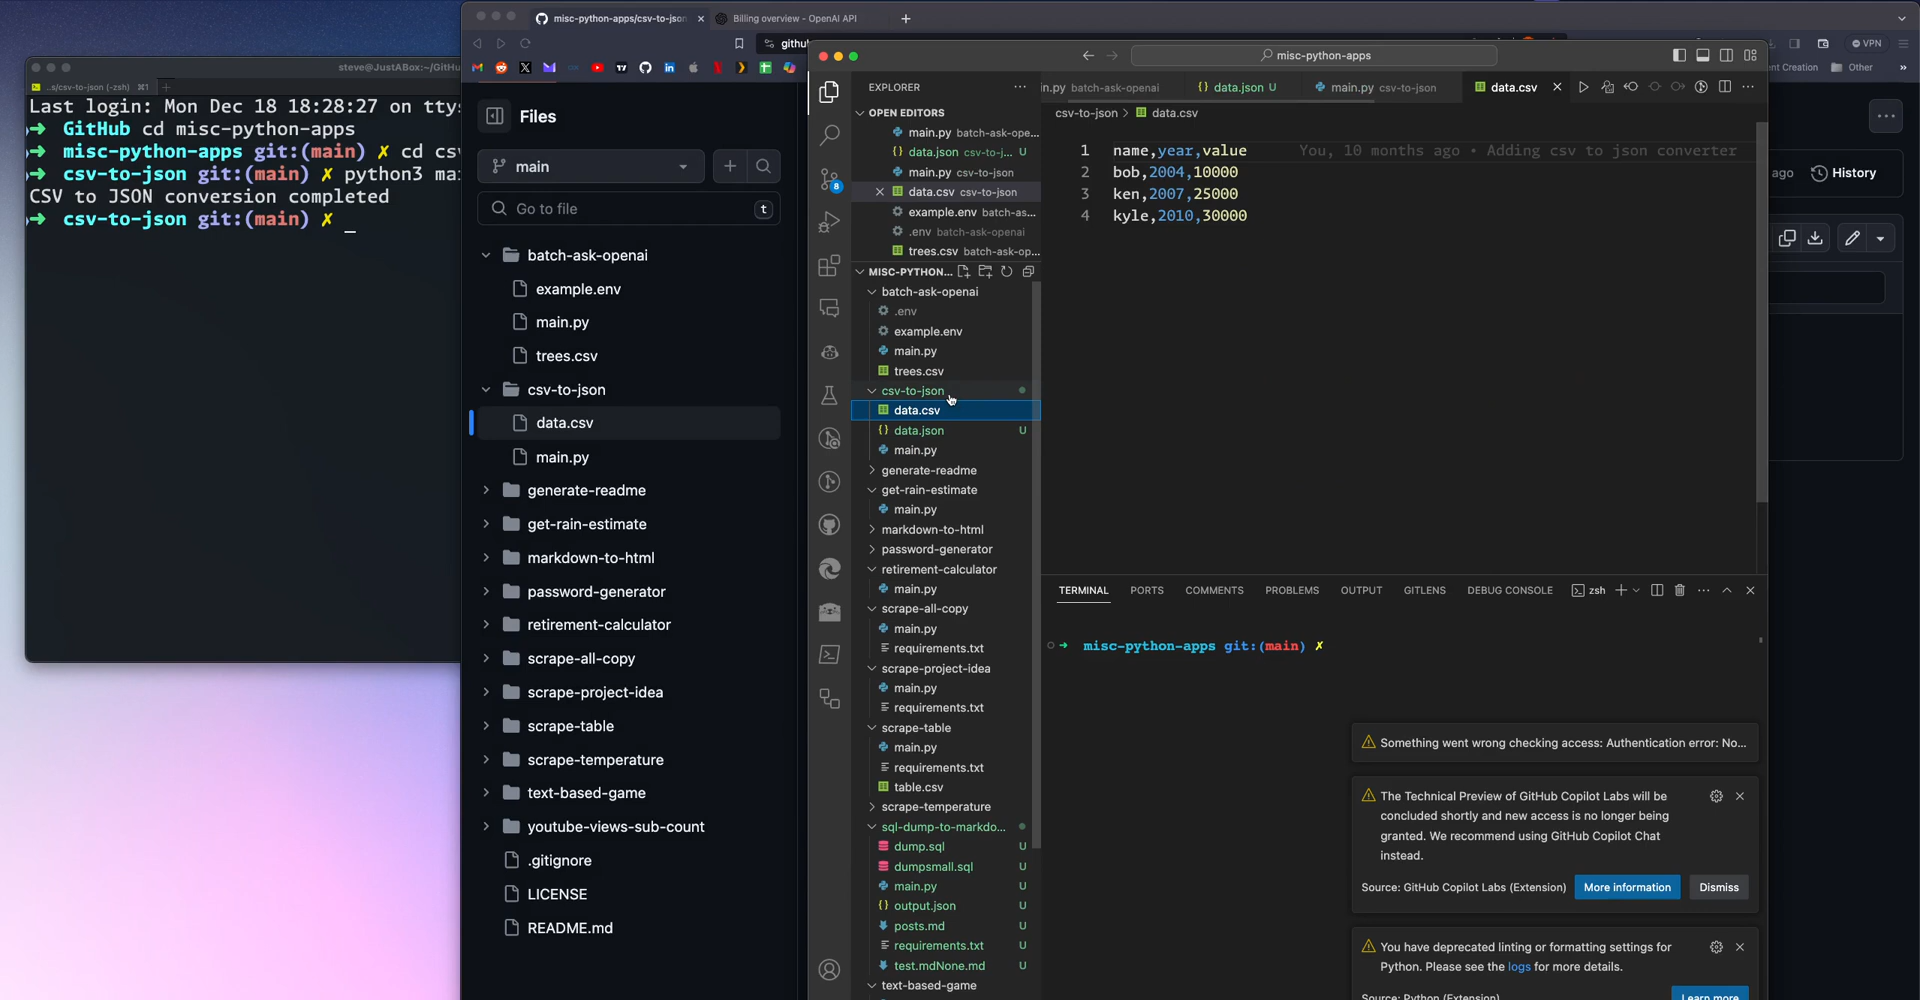 steve@JustABox:~/GitHu
..s/csv-to-json (-zsh) ⌘1
Last login: Mon Dec 18 18:28:27 on ttys
➜ GitHub cd misc-python-apps
➜ misc-python-apps git:(main) ✗ cd csv
➜ csv-to-json git:(main) ✗ python3 mai
CSV to JSON conversion completed
➜ csv-to-json git:(main) ✗ _
misc-python-apps/csv-to-json
Billing overview - OpenAI API
githu
VPN
Other
Files
main
Go to file
t
batch-ask-openai
example.env
main.py
trees.csv
csv-to-json
data.csv
main.py
generate-readme
get-rain-estimate
markdown-to-html
password-generator
retirement-calculator
scrape-all-copy
scrape-project-idea
scrape-table
scrape-temperature
text-based-game
youtube-views-sub-count
.gitignore
LICENSE
README.md
ago
History
misc-python-apps
8
EXPLORER
OPEN EDITORS
main.py batch-ask-ope...
data.json csv-to-j... U
main.py csv-to-json
data.csv csv-to-json
example.env batch-as...
.env batch-ask-openai
trees.csv batch-ask-op...
MISC-PYTHON...
batch-ask-openai
.env
example.env
main.py
trees.csv
csv-to-json
data.csv
data.json U
main.py
generate-readme
get-rain-estimate
main.py
markdown-to-html
password-generator
retirement-calculator
main.py
scrape-all-copy
main.py
requirements.txt
scrape-project-idea
main.py
requirements.txt
scrape-table
main.py
requirements.txt
table.csv
scrape-temperature
sql-dump-to-markdo...
dump.sql U
dumpsmall.sql U
main.py U
output.json U
posts.md U
requirements.txt U
test.mdNone.md U
text-based-game
in.py batch-ask-openai
data.json U
main.py csv-to-json
data.csv
csv-to-json > data.csv
1 name,year,value You, 10 months ago • Adding csv to json converter
2 bob,2004,10000
3 ken,2007,25000
4 kyle,2010,30000
TERMINAL PORTS COMMENTS PROBLEMS OUTPUT GITLENS DEBUG CONSOLE zsh
➜ misc-python-apps git:(main) ✗
Something went wrong checking access: Authentication error: No...
The Technical Preview of GitHub Copilot Labs will be
concluded shortly and new access is no longer being
granted. We recommend using GitHub Copilot Chat
instead.
Source: GitHub Copilot Labs (Extension)
More information
Dismiss
You have deprecated linting or formatting settings for
Python. Please see the logs for more details.
Source: Python (Extension)
Learn more